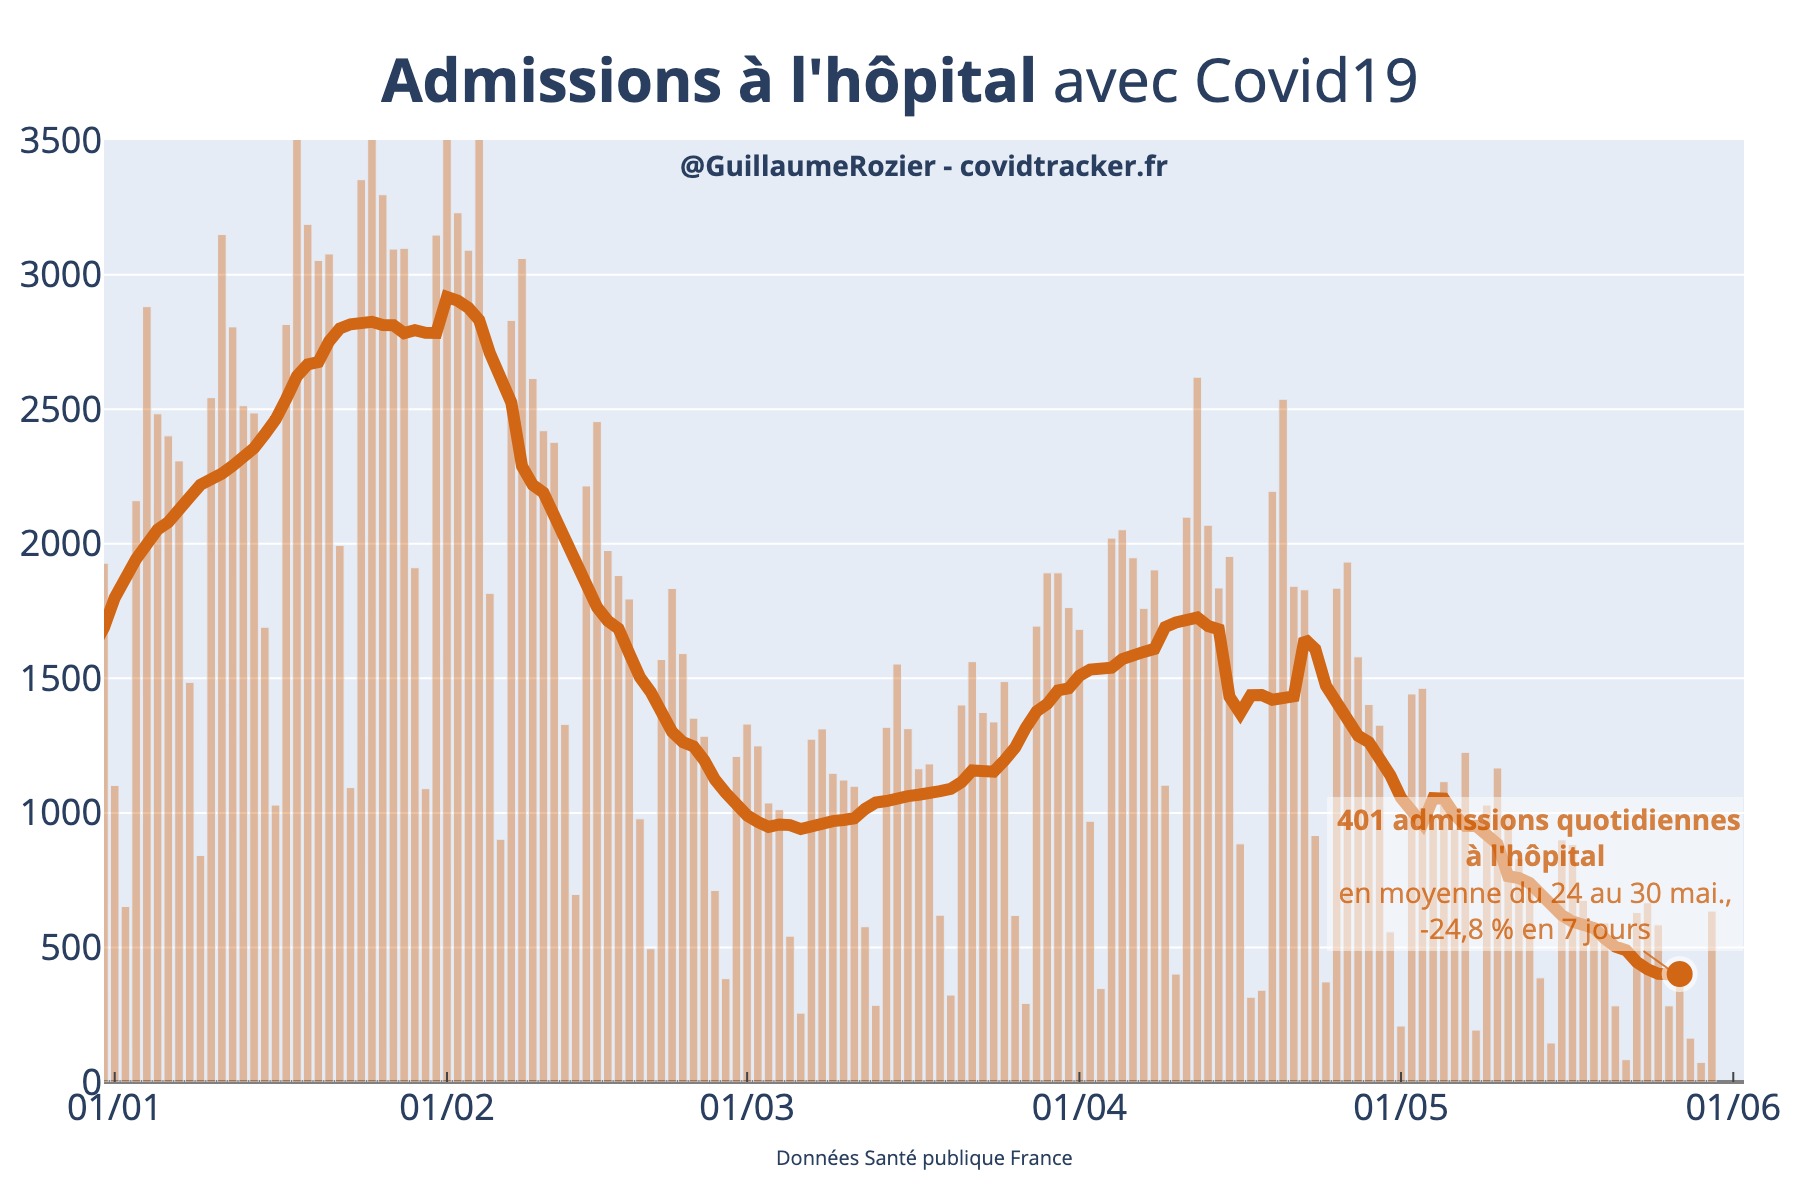 Admissions à l'hôpital avec Covid19
@GuillaumeRozier - covidtracker.fr
3500
3000
2500
2000
1500
1000
500
0
401 admissions quotidiennes
à l'hôpital
en moyenne du 24 au 30 mai.,
-24,8 % en 7 jours
01/01
01/02
01/03
01/04
01/05
01/06
Données Santé publique France